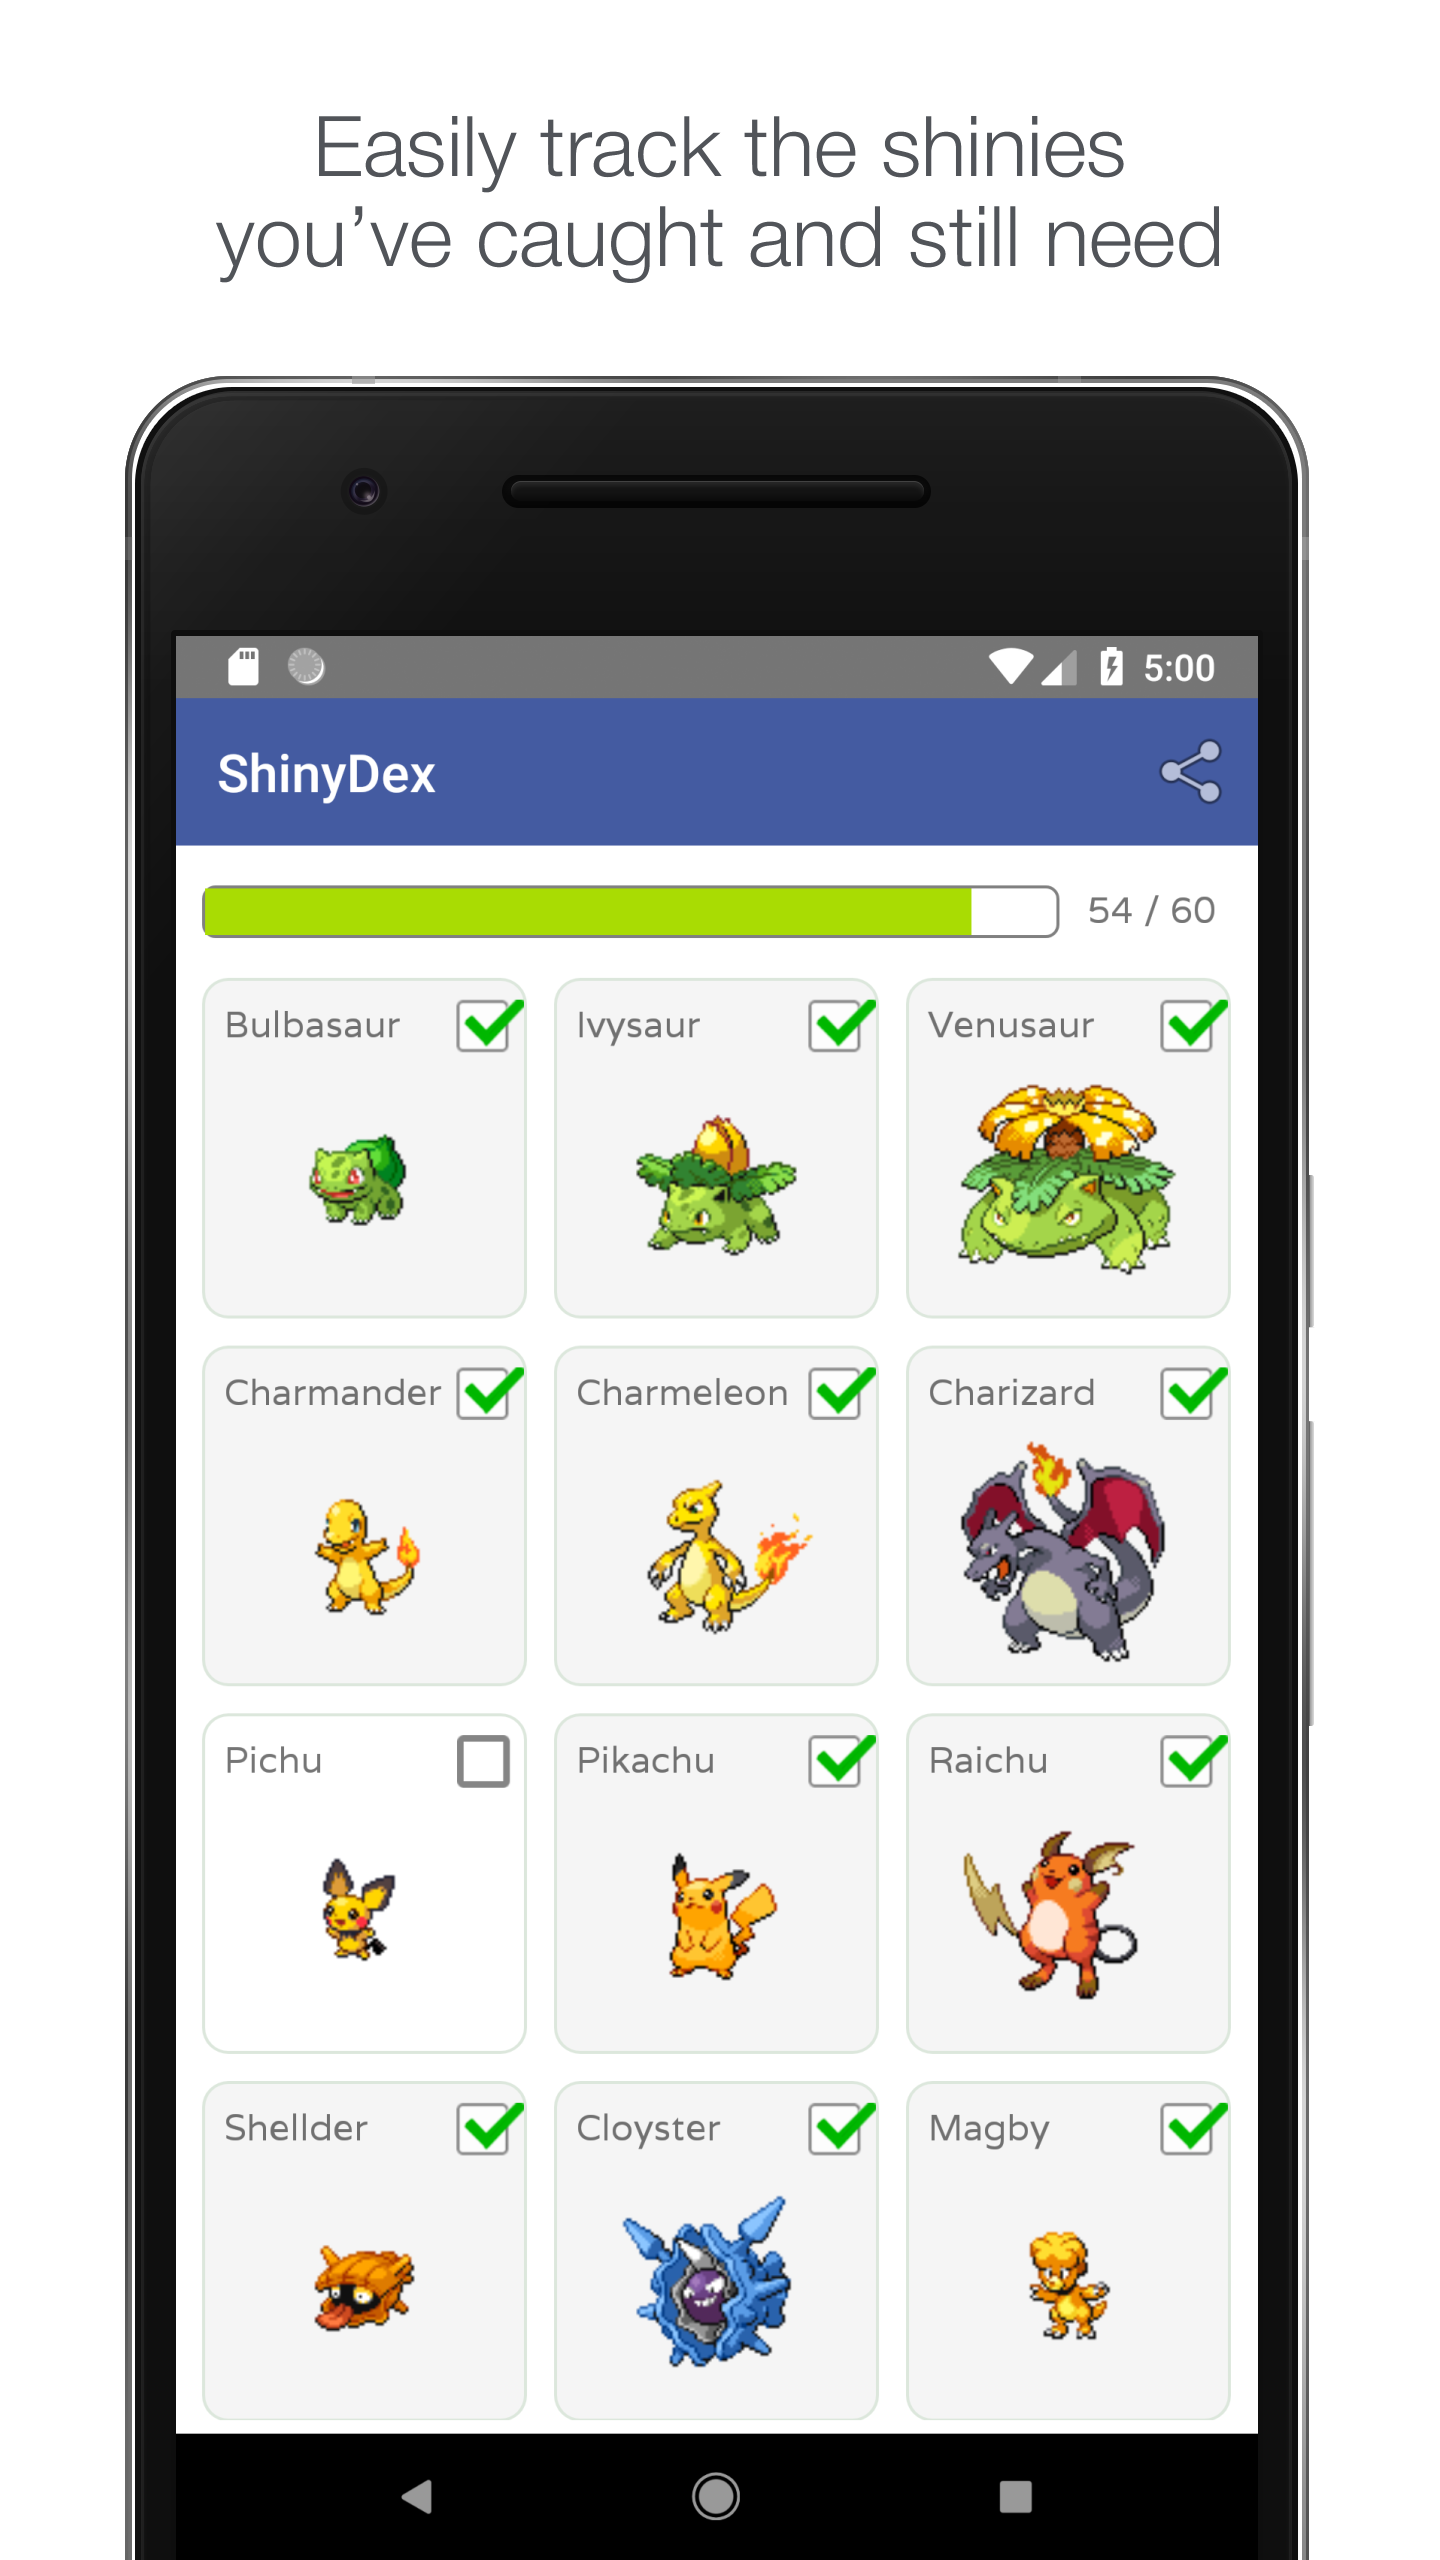 Easily track the shinies
you’ve caught and still need
5:00
ShinyDex
54 / 60
Bulbasaur
Ivysaur
Venusaur
Charmander
Charmeleon
Charizard
Pichu
Pikachu
Raichu
Shellder
Cloyster
Magby